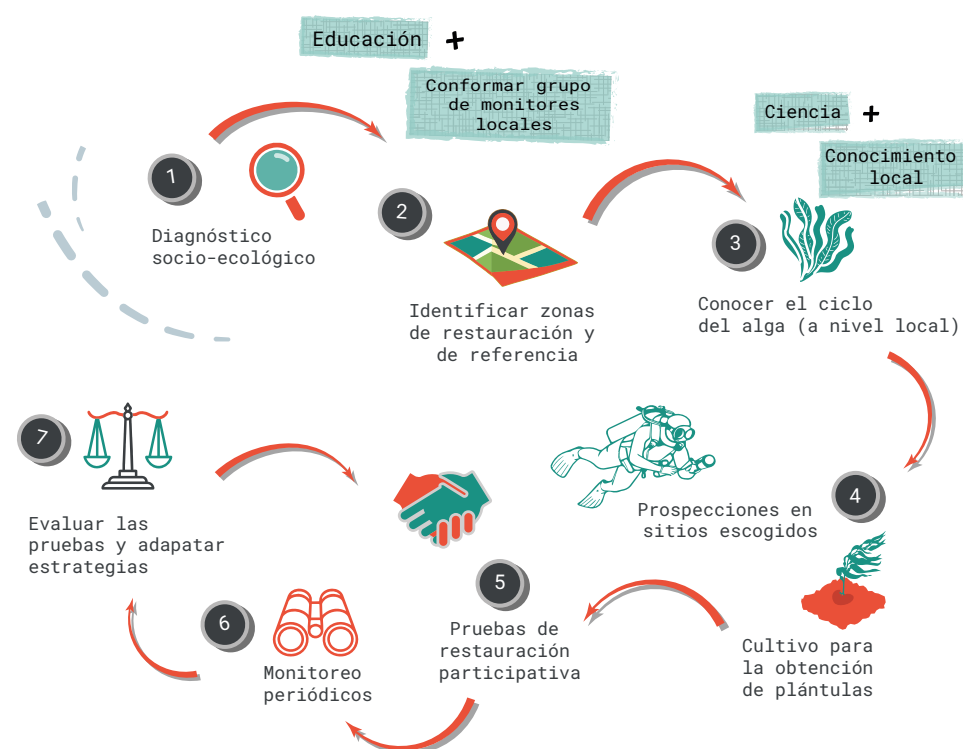 Educación +
Conformar grupo
de monitores
locales
Ciencia +
Conocimiento
local
1
Diagnóstico
socio-ecológico
2
Identificar zonas
de restauración y
de referencia
3
Conocer el ciclo
del alga (a nivel local)
4
Prospecciones en
sitios escogidos
Cultivo para
la obtención
de plántulas
5
Pruebas de
restauración
participativa
6
Monitoreo
periódicos
7
Evaluar las
pruebas y adapatar
estrategias